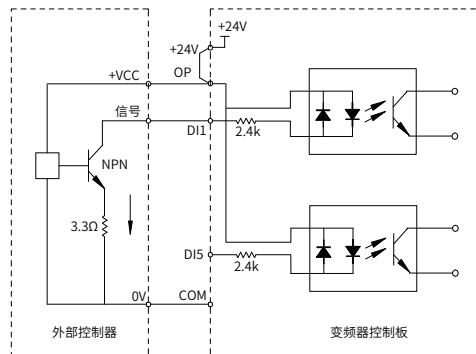 +24V
+24V
+VCC
OP
信号
DI1
2.4k
NPN
3.3Ω
DI5
2.4k
0V
COM
外部控制器
变频器控制板